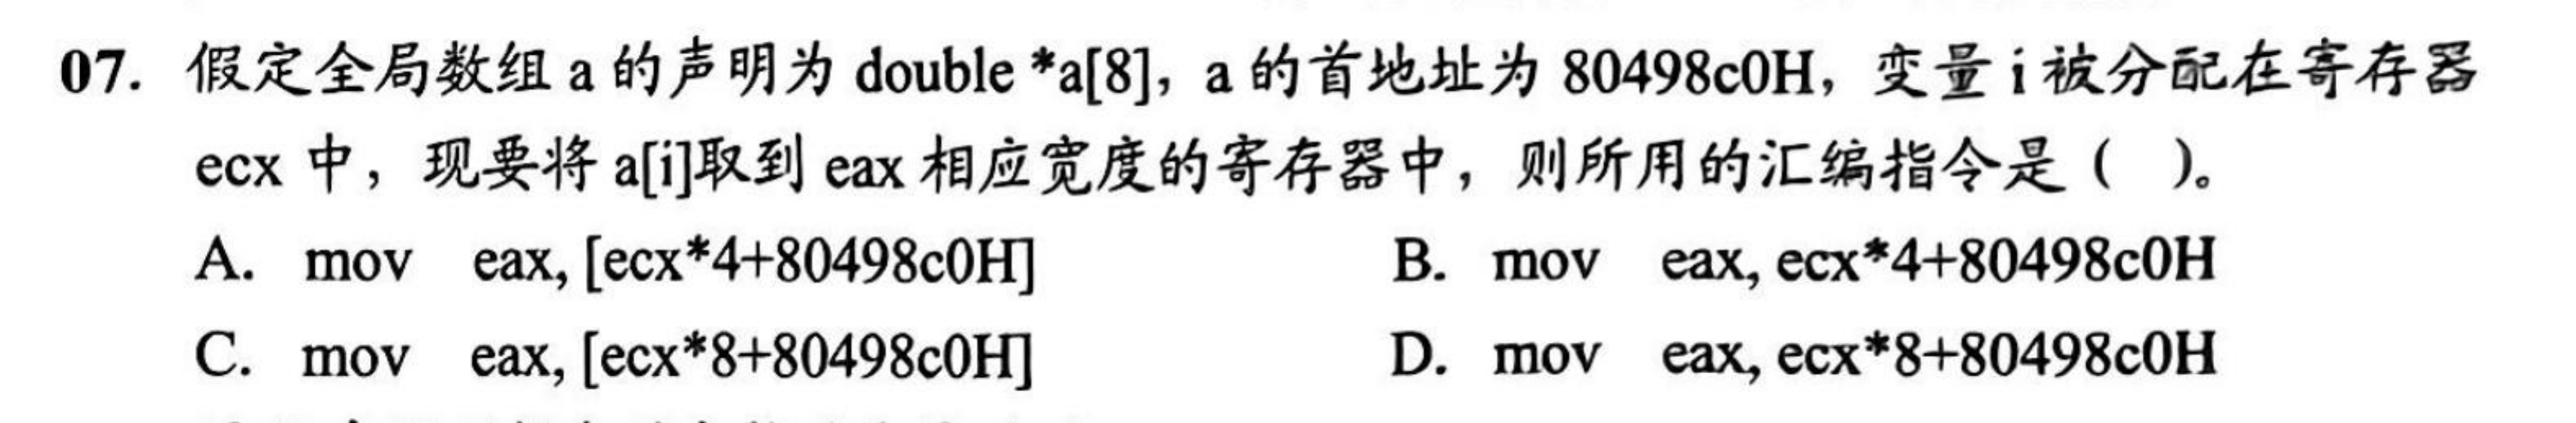 07. 假定全局数组 a 的声明为 double *a[8]，a 的首地址为 80498c0H，变量 i 被分配在寄存器
ecx 中，现要将 a[i]取到 eax 相应宽度的寄存器中，则所用的汇编指令是（ ）。
A. mov eax, [ecx*4+80498c0H] B. mov eax, ecx*4+80498c0H
C. mov eax, [ecx*8+80498c0H] D. mov eax, ecx*8+80498c0H